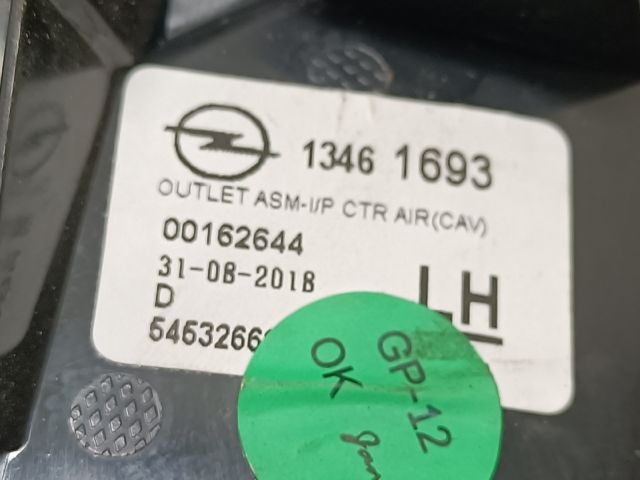 1346 1693
OUTLET ASM-I/P CTR AIR(CAV)
00162644
31-08-2018
D
LH
GP-12
OK